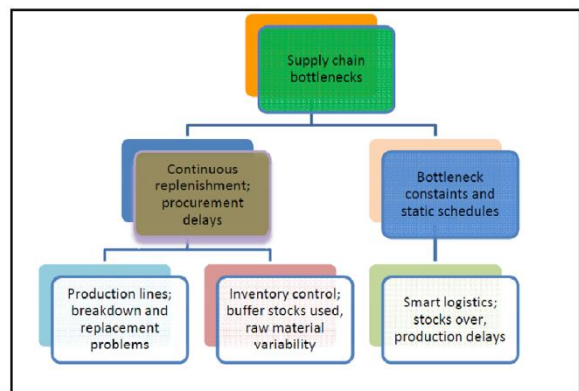 Supply chain
bottlenecks
Continuous
replenishment;
procurement
delays
Bottleneck
constaints and
static schedules
Production lines;
breakdown and
replacement
problems
Inventory control;
buffer stocks used,
raw material
variability
Smart logistics;
stocks over,
production delays